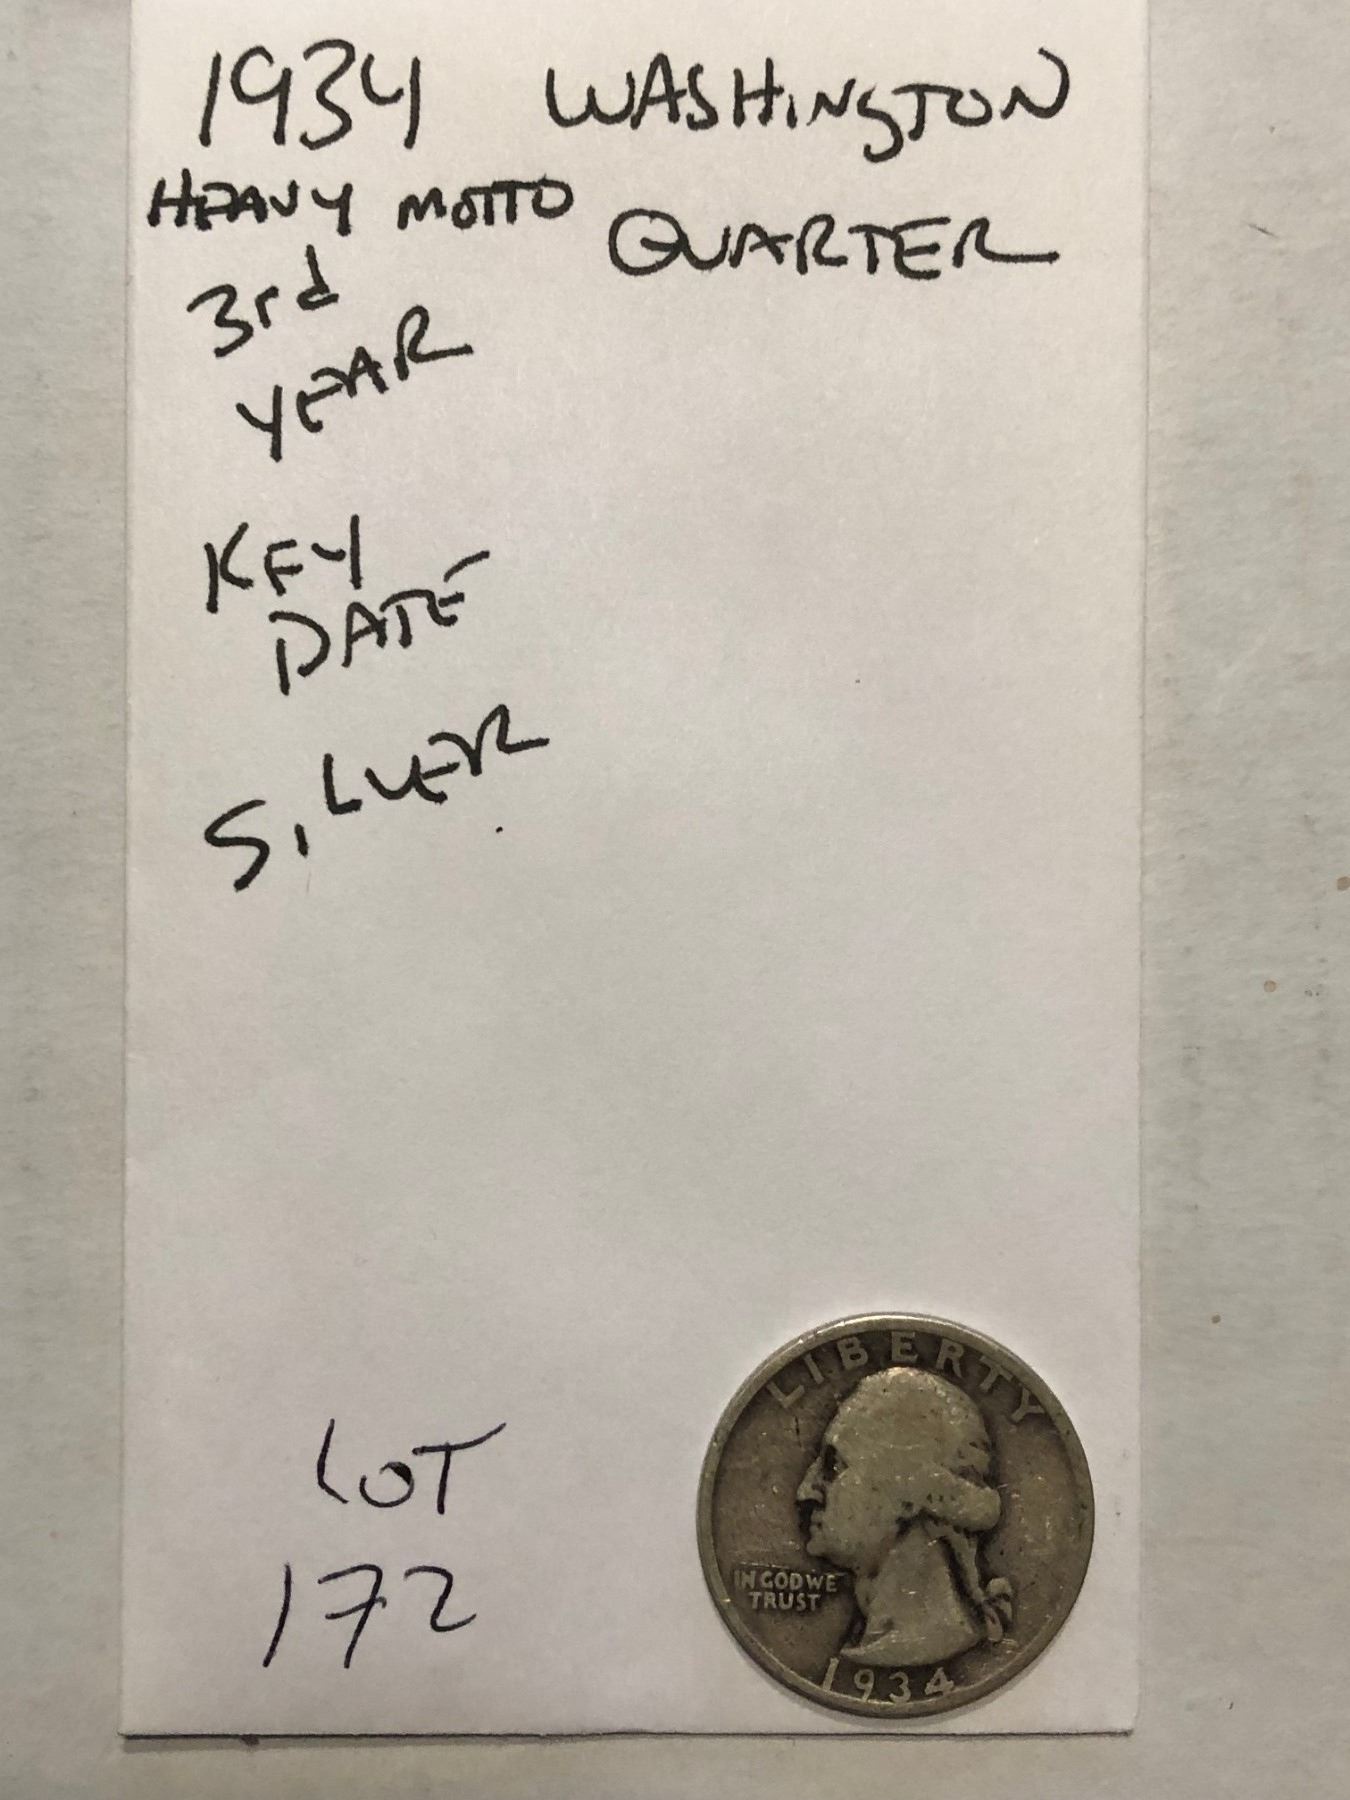 1934 WASHINGTON
HEAVY MOTTO QUARTER
3rd
YEAR
KEY
DATE
SILVER
LOT
172
LIBERTY
IN GOD WE
TRUST
1934